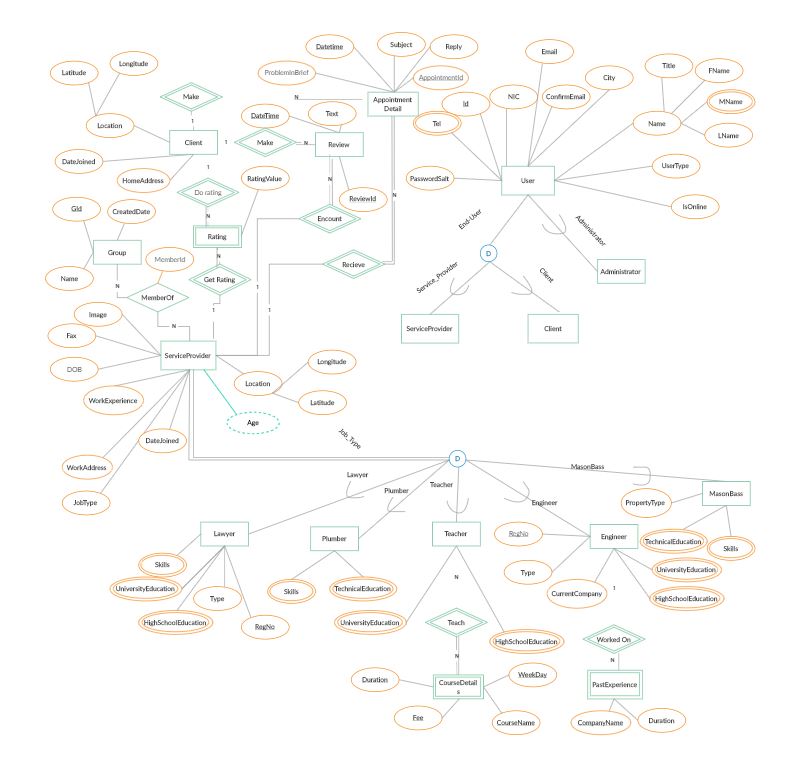 Datetime
Subject
Reply
Email
Longitude
Latitude
ProblemInBrief
AppointmentId
Title
FName
City
Make
N
Appointment
Detail
Id
NIC
ConfirmEmail
MName
DateTime
Text
Tel
Name
LName
Location
1
Client
1
Make
N
Review
DateJoined
1
HomeAddress
PasswordSalt
User
UserType
Do rating
RatingValue
N
ReviewId
N
IsOnline
GId
CreatedDate
N
Encount
End-User
Administrator
Rating
Group
N
D
MemberId
Recieve
Administrator
Name
Get Rating
Service_Provider
Client
N
MemberOf
1
1
1
Image
N
ServiceProvider
Client
Fax
ServiceProvider
DOB
Longitude
Location
WorkExperience
Latitude
Age
DateJoined
Job_Type
D
WorkAddress
MasonBass
Lawyer
Teacher
Plumber
MasonBass
JobType
Engineer
PropertyType
Lawyer
Plumber
Teacher
RegNo
Engineer
TechnicalEducation
Skills
Skills
Type
UniversityEducation
N
UniversityEducation
Skills
TechnicalEducation
CurrentCompany
1
Type
HighSchoolEducation
HighSchoolEducation
UniversityEducation
Teach
RegNo
HighSchoolEducation
Worked On
N
N
WeekDay
Duration
CourseDetail
s
PastExperience
Fee
CourseName
CompanyName
Duration